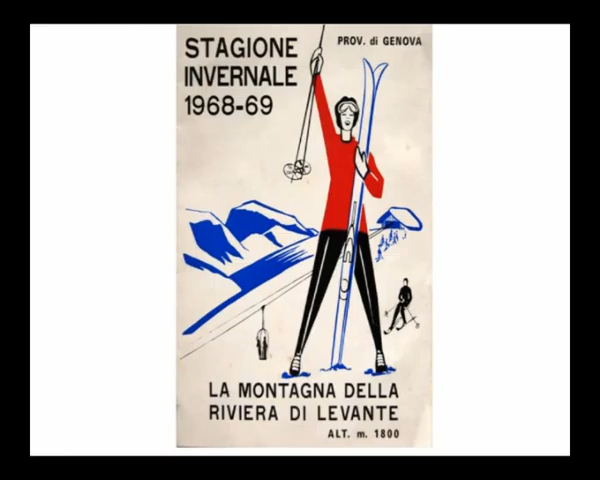 STAGIONE
INVERNALE
1968-69
PROV. di GENOVA
LA MONTAGNA DELLA
RIVIERA DI LEVANTE
ALT. m. 1800